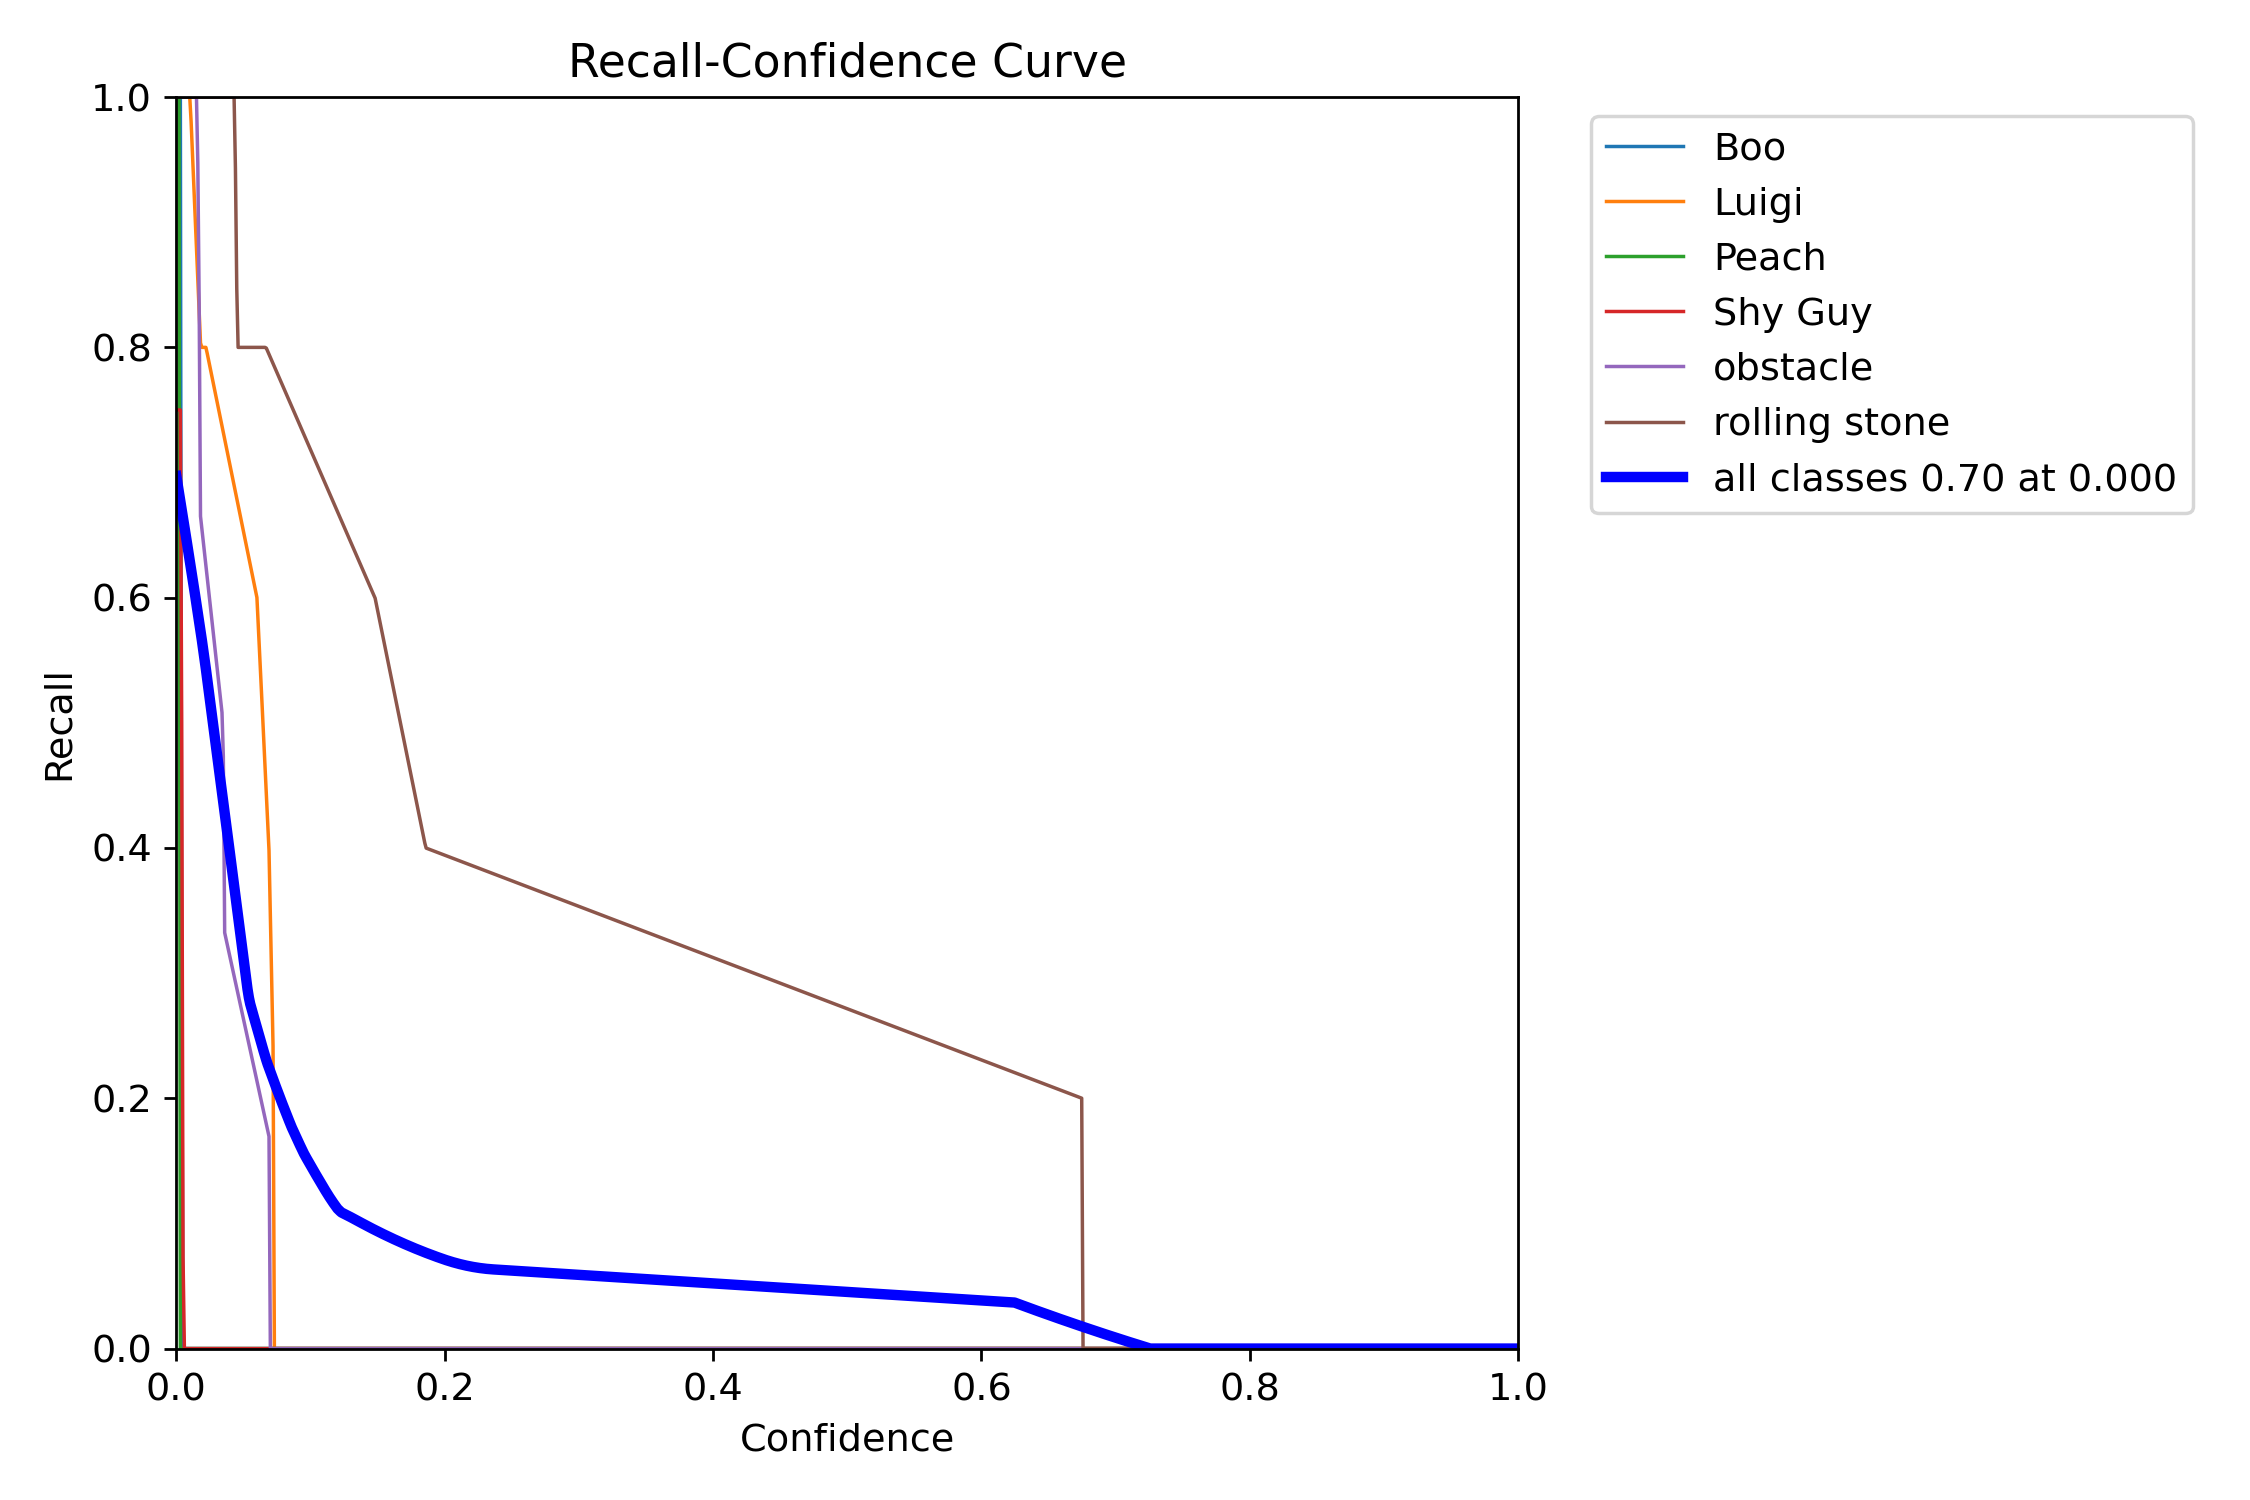 Recall-Confidence Curve
1.0
0.8
0.6
0.4
0.2
0.0
Recall
0.0 0.2 0.4 0.6 0.8 1.0
Confidence
Boo
Luigi
Peach
Shy Guy
obstacle
rolling stone
all classes 0.70 at 0.000